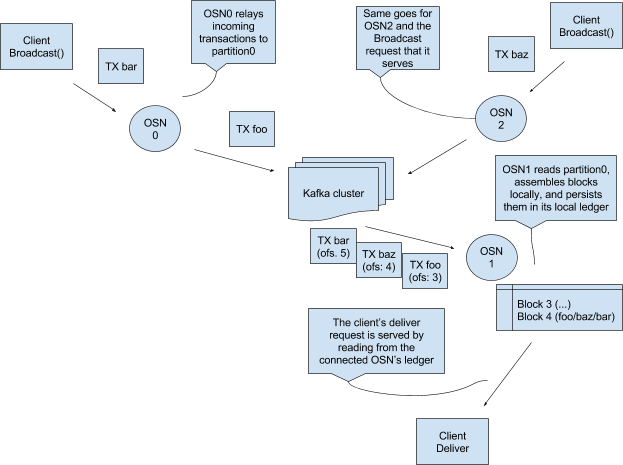 Client
Broadcast()
TX bar
OSN0 relays
incoming
transactions to
partition0
OSN
0
TX foo
Same goes for
OSN2 and the
Broadcast
request that it
serves
TX baz
Client
Broadcast()
OSN
2
Kafka cluster
OSN1 reads partition0,
assembles blocks
locally, and persists
them in its local ledger
TX bar
(ofs. 5)
TX baz
(ofs: 4)
TX foo
(ofs: 3)
OSN
1
Block 3 (...)
Block 4 (foo/baz/bar)
The client's deliver
request is served by
reading from the
connected OSN's ledger
Client
Deliver